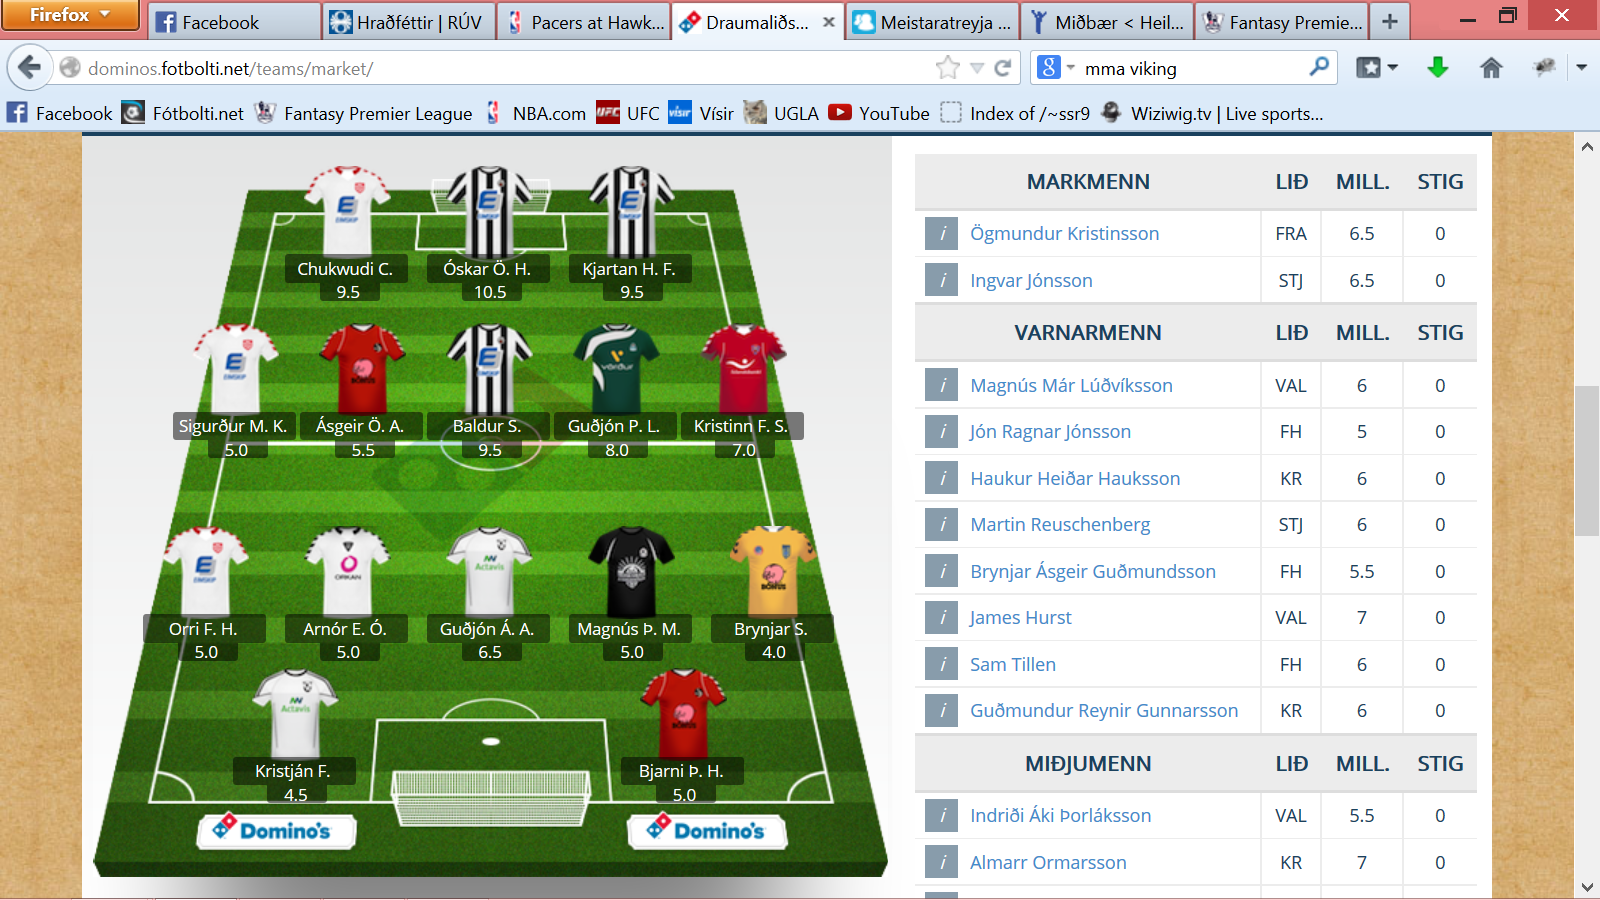 Firefox
Facebook
Hraðféttir | RÚV
Pacers at Hawk...
Draumaliðs...
Meistaratreyja ...
Miðbær < Heil...
Fantasy Premie...
dominos.fotbolti.net/teams/market/
mma viking
Facebook
Fótbolti.net
Fantasy Premier League
NBA.com
UFC
Vísir
UGLA
YouTube
Index of /~ssr9
Wiziwig.tv | Live sports...
Chukwudi C.
9.5
Óskar Ö. H.
10.5
Kjartan H. F.
9.5
Sigurður M. K.
5.0
Ásgeir Ö. A.
5.5
Baldur S.
9.5
Guðjón P. L.
8.0
Kristinn F. S.
7.0
Orri F. H.
5.0
Arnór E. Ó.
5.0
Guðjón Á. A.
6.5
Magnús Þ. M.
5.0
Brynjar S.
4.0
Kristján F.
4.5
Bjarni Þ. H.
5.0
Domino's
Domino's
MARKMENN LIÐ MILL. STIG
i Ögmundur Kristinsson FRA 6.5 0
i Ingvar Jónsson STJ 6.5 0
VARNARMENN LIÐ MILL. STIG
i Magnús Már Lúðvíksson VAL 6 0
i Jón Ragnar Jónsson FH 5 0
i Haukur Heiðar Hauksson KR 6 0
i Martin Reuschenberg STJ 6 0
i Brynjar Ásgeir Guðmundsson FH 5.5 0
i James Hurst VAL 7 0
i Sam Tillen FH 6 0
i Guðmundur Reynir Gunnarsson KR 6 0
MIÐJUMENN LIÐ MILL. STIG
i Indriði Áki Þorláksson VAL 5.5 0
i Almarr Ormarsson KR 7 0